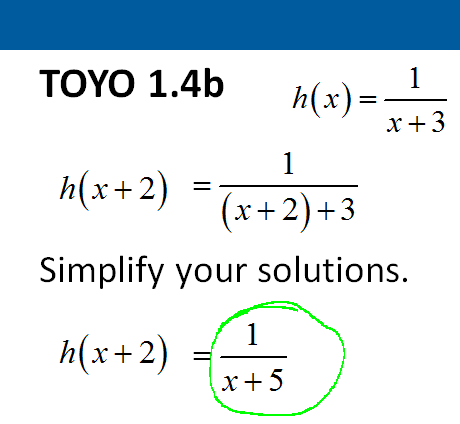 TOYO 1.4b h(x) = 1/(x+3)
h(x+2) = 1/((x+2)+3)
Simplify your solutions.
h(x+2) = 1/(x+5)